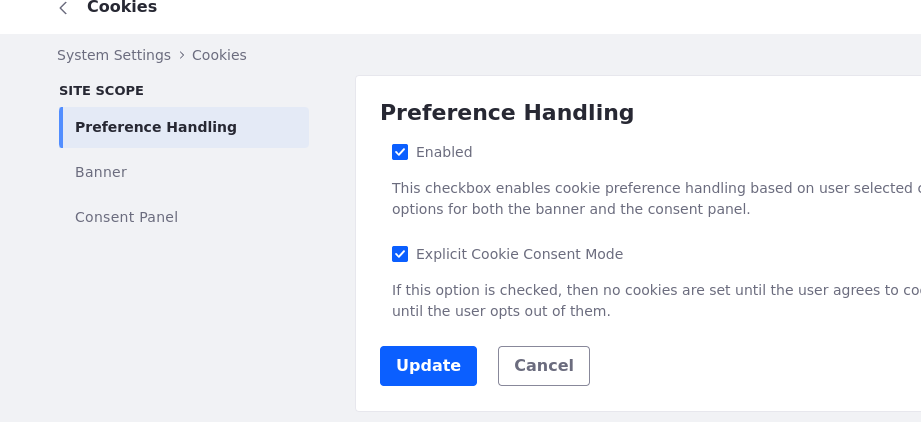 Cookies
System Settings > Cookies
SITE SCOPE
Preference Handling
Banner
Consent Panel
Preference Handling
Enabled
This checkbox enables cookie preference handling based on user selected
options for both the banner and the consent panel.
Explicit Cookie Consent Mode
If this option is checked, then no cookies are set until the user agrees to
until the user opts out of them.
Update
Cancel